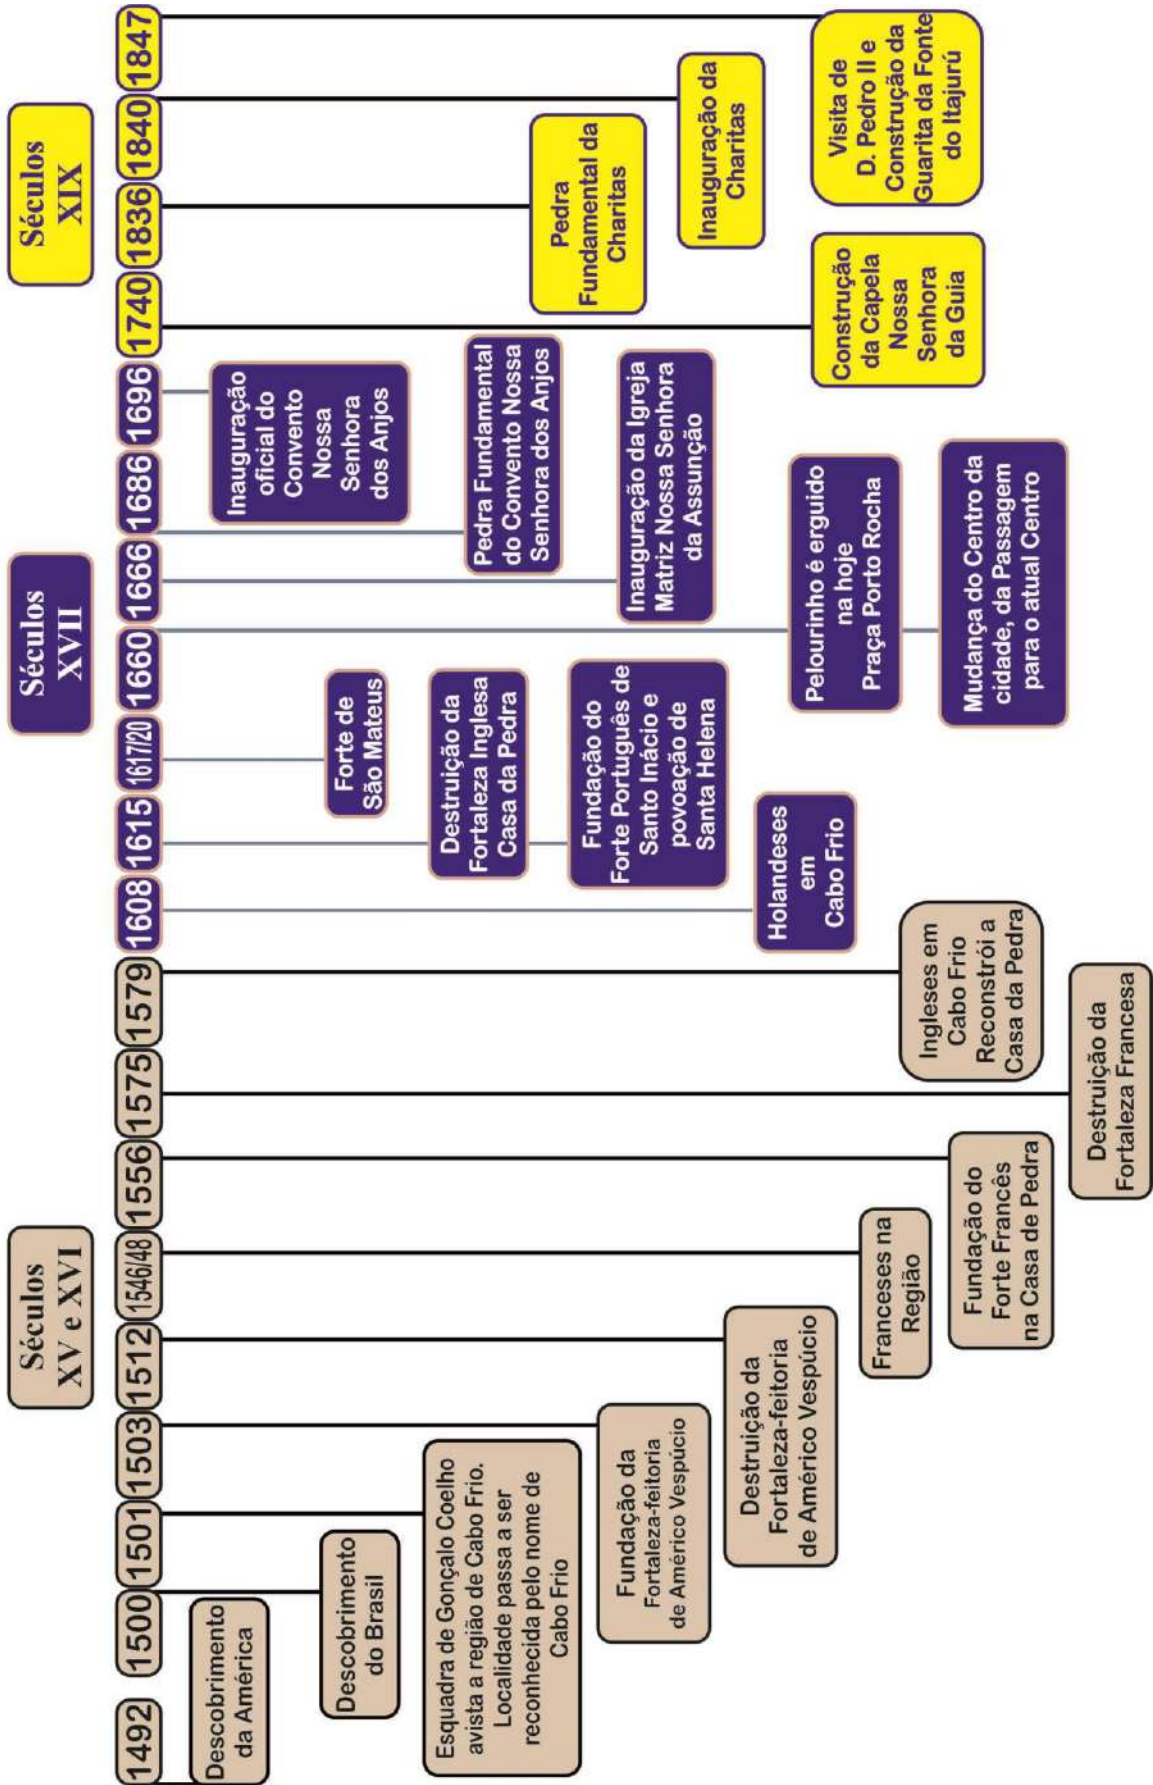 Séculos
XV e XVI
Séculos
XVII
Séculos
XIX
1492
1500
1501
1503
1512
1546/48
1556
1575
1579
1608
1615
1617/20
1660
1666
1686
1696
1740
1836
1840
1847
Descobrimento
da América
Descobrimento
do Brasil
Esquadra de Gonçalo Coelho
avista a região de Cabo Frio.
Localidade passa a ser
reconhecida pelo nome de
Cabo Frio
Fundação da
Fortaleza-feitoria
de Américo Vespúcio
Destruição da
Fortaleza-feitoria
de Américo Vespúcio
Franceses na
Região
Fundação do
Forte Francês
na Casa de Pedra
Destruição da
Fortaleza Francesa
Ingleses em
Cabo Frio
Reconstrói a
Casa da Pedra
Holandeses
em
Cabo Frio
Destruição da
Fortaleza Inglesa
Casa da Pedra
Fundação do
Forte Português de
Santo Inácio e
povoação de
Santa Helena
Forte de
São Mateus
Pelourinho é erguido
na hoje
Praça Porto Rocha
Mudança do Centro da
cidade, da Passagem
para o atual Centro
Inauguração da Igreja
Matriz Nossa Senhora
da Assunção
Pedra Fundamental
do Convento Nossa
Senhora dos Anjos
Inauguração
oficial do
Convento
Nossa
Senhora
dos Anjos
Construção
da Capela
Nossa
Senhora
da Guia
Pedra
Fundamental da
Charitas
Inauguração da
Charitas
Visita de
D. Pedro II e
Construção da
Guarita da Fonte
do Itajurú